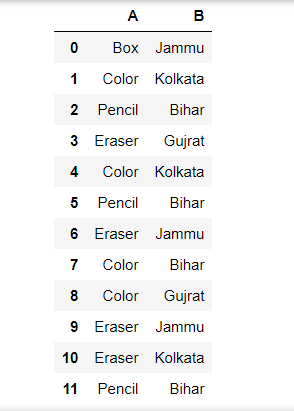 A B
0 Box Jammu
1 Color Kolkata
2 Pencil Bihar
3 Eraser Gujrat
4 Color Kolkata
5 Pencil Bihar
6 Eraser Jammu
7 Color Bihar
8 Color Gujrat
9 Eraser Jammu
10 Eraser Kolkata
11 Pencil Bihar